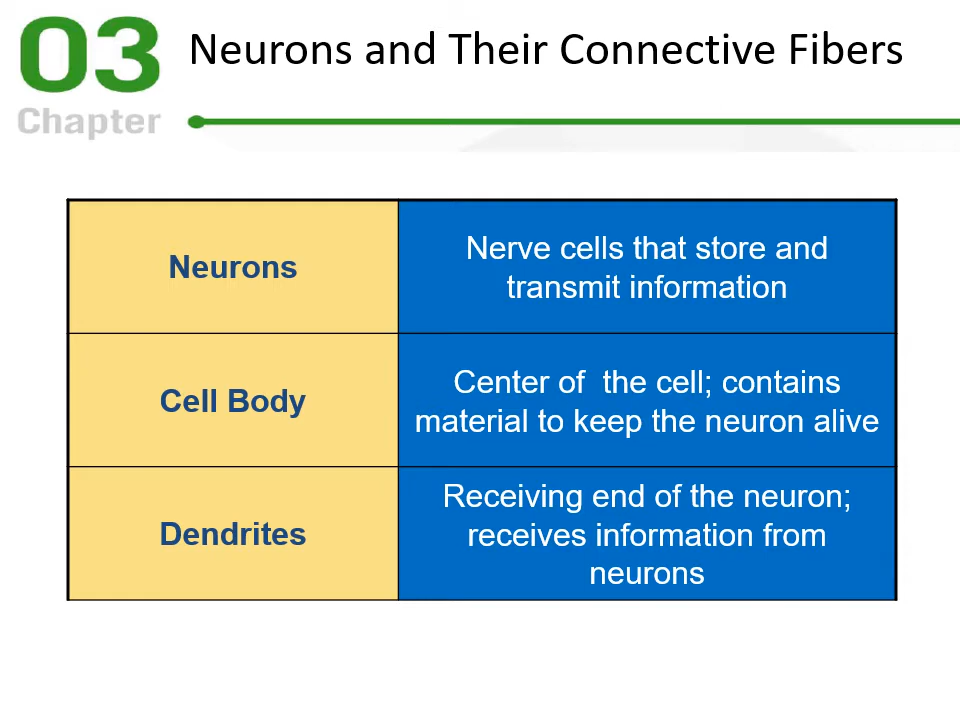 03
Chapter
Neurons and Their Connective Fibers
Neurons
Nerve cells that store and
transmit information
Cell Body
Center of  the cell; contains
material to keep the neuron alive
Dendrites
Receiving end of the neuron;
receives information from
neurons